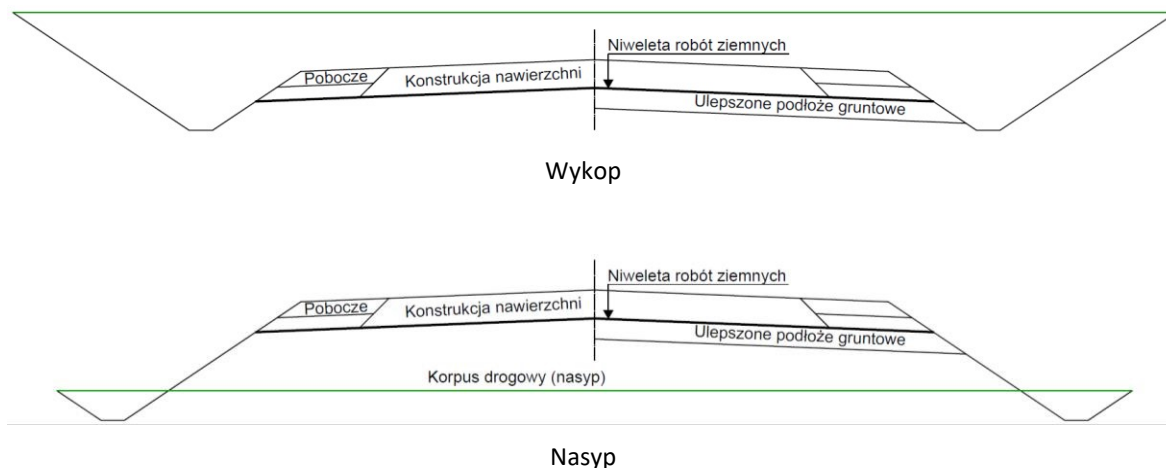 Niweleta robót ziemnych
Pobocze
Konstrukcja nawierzchni
Ulepszone podłoże gruntowe
Wykop
Niweleta robót ziemnych
Pobocze
Konstrukcja nawierzchni
Ulepszone podłoże gruntowe
Korpus drogowy (nasyp)
Nasyp